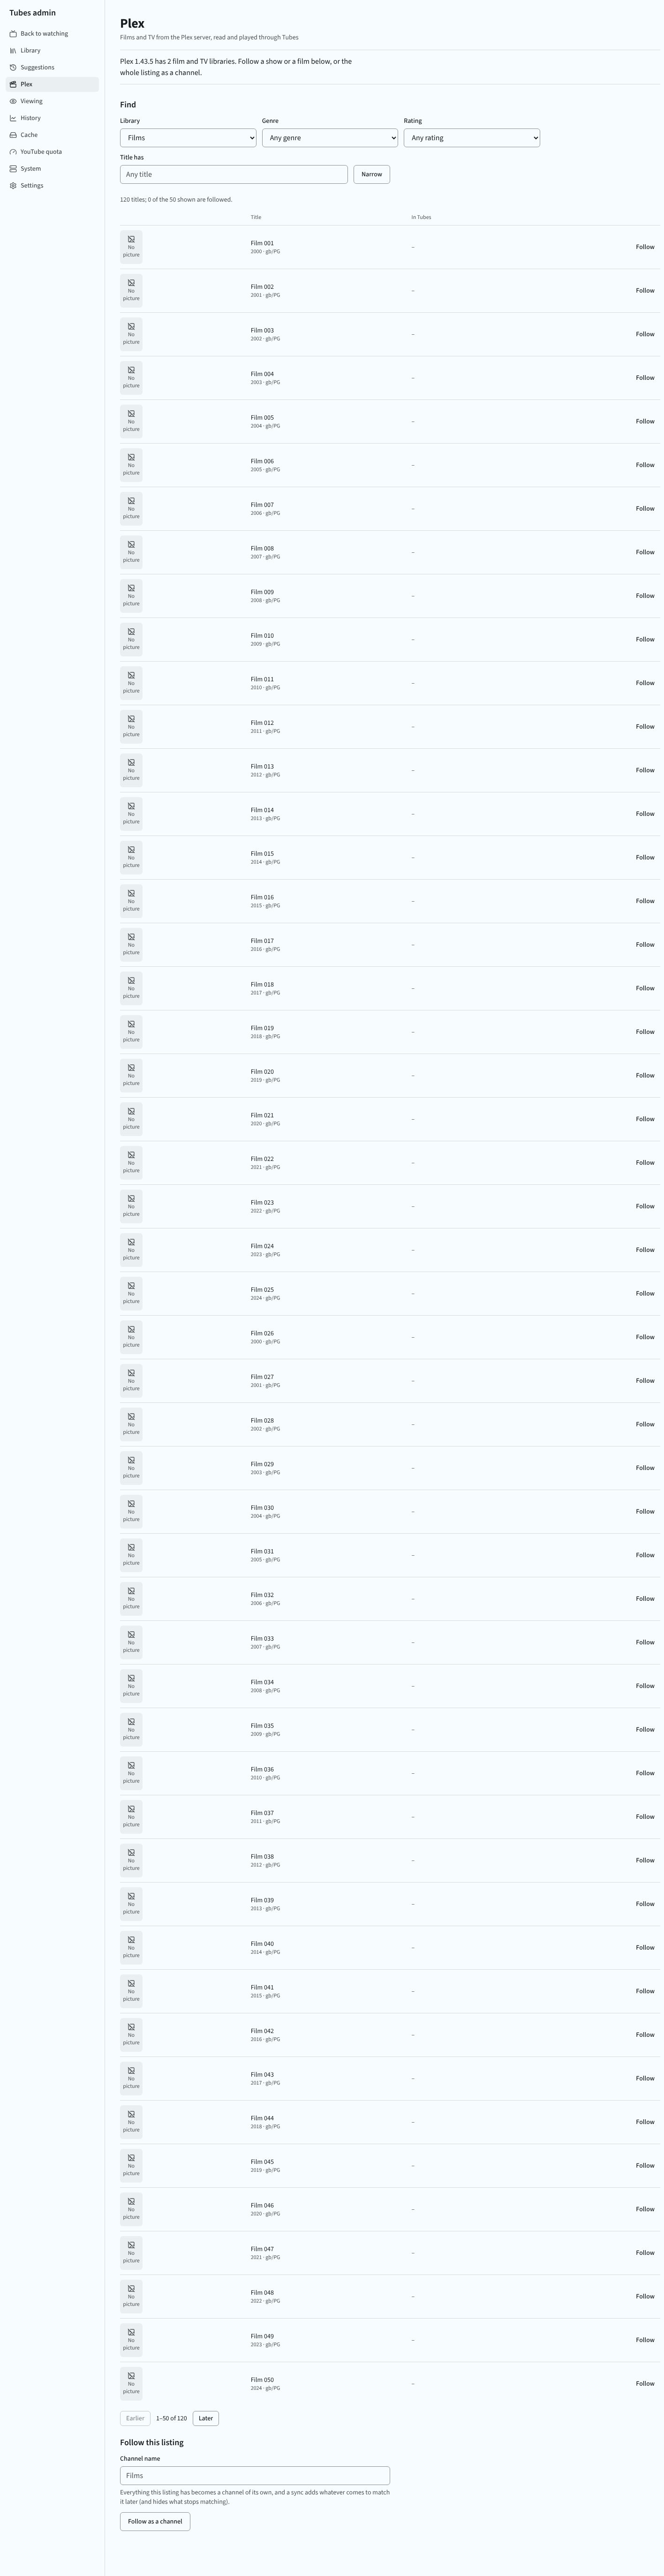 Tubes admin
Back to watching
Library
Suggestions
Plex
Viewing
History
Cache
YouTube quota
System
Settings
Plex
Films and TV from the Plex server, read and played through Tubes
Plex 1.43.5 has 2 film and TV libraries. Follow a show or a film below, or the
whole listing as a channel.
Find
Library Genre Rating
Films Any genre Any rating
Title has
Any title Narrow
120 titles; 0 of the 50 shown are followed.
Title In Tubes
No picture
Film 001
2000 · gb/PG
– Follow
No picture
Film 002
2001 · gb/PG
– Follow
No picture
Film 003
2002 · gb/PG
– Follow
No picture
Film 004
2003 · gb/PG
– Follow
No picture
Film 005
2004 · gb/PG
– Follow
No picture
Film 006
2005 · gb/PG
– Follow
No picture
Film 007
2006 · gb/PG
– Follow
No picture
Film 008
2007 · gb/PG
– Follow
No picture
Film 009
2008 · gb/PG
– Follow
No picture
Film 010
2009 · gb/PG
– Follow
No picture
Film 011
2010 · gb/PG
– Follow
No picture
Film 012
2011 · gb/PG
– Follow
No picture
Film 013
2012 · gb/PG
– Follow
No picture
Film 014
2013 · gb/PG
– Follow
No picture
Film 015
2014 · gb/PG
– Follow
No picture
Film 016
2015 · gb/PG
– Follow
No picture
Film 017
2016 · gb/PG
– Follow
No picture
Film 018
2017 · gb/PG
– Follow
No picture
Film 019
2018 · gb/PG
– Follow
No picture
Film 020
2019 · gb/PG
– Follow
No picture
Film 021
2020 · gb/PG
– Follow
No picture
Film 022
2021 · gb/PG
– Follow
No picture
Film 023
2022 · gb/PG
– Follow
No picture
Film 024
2023 · gb/PG
– Follow
No picture
Film 025
2024 · gb/PG
– Follow
No picture
Film 026
2000 · gb/PG
– Follow
No picture
Film 027
2001 · gb/PG
– Follow
No picture
Film 028
2002 · gb/PG
– Follow
No picture
Film 029
2003 · gb/PG
– Follow
No picture
Film 030
2004 · gb/PG
– Follow
No picture
Film 031
2005 · gb/PG
– Follow
No picture
Film 032
2006 · gb/PG
– Follow
No picture
Film 033
2007 · gb/PG
– Follow
No picture
Film 034
2008 · gb/PG
– Follow
No picture
Film 035
2009 · gb/PG
– Follow
No picture
Film 036
2010 · gb/PG
– Follow
No picture
Film 037
2011 · gb/PG
– Follow
No picture
Film 038
2012 · gb/PG
– Follow
No picture
Film 039
2013 · gb/PG
– Follow
No picture
Film 040
2014 · gb/PG
– Follow
No picture
Film 041
2015 · gb/PG
– Follow
No picture
Film 042
2016 · gb/PG
– Follow
No picture
Film 043
2017 · gb/PG
– Follow
No picture
Film 044
2018 · gb/PG
– Follow
No picture
Film 045
2019 · gb/PG
– Follow
No picture
Film 046
2020 · gb/PG
– Follow
No picture
Film 047
2021 · gb/PG
– Follow
No picture
Film 048
2022 · gb/PG
– Follow
No picture
Film 049
2023 · gb/PG
– Follow
No picture
Film 050
2024 · gb/PG
– Follow
Earlier 1–50 of 120 Later
Follow this listing
Channel name
Films
Everything this listing has becomes a channel of its own, and a sync adds whatever comes to match
it later (and hides what stops matching).
Follow as a channel